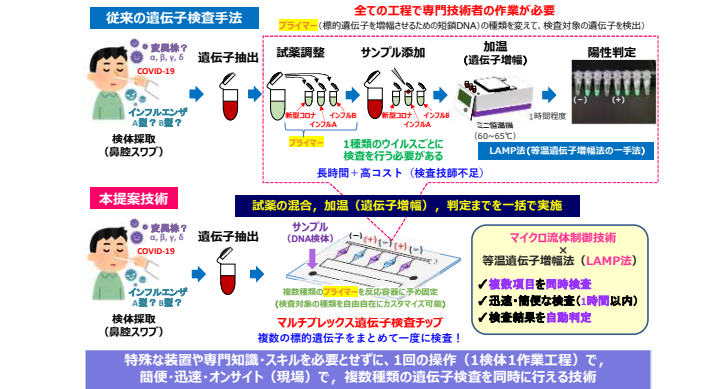 従来の遺伝子検査手法
全ての工程で専門技術者の作業が必要
プライマー(標的遺伝子を増幅させるための短鎖DNA)の種類を変えて、検査対象の遺伝子を検出
変異株?
α, β, γ, δ
COVID-19
インフルエンザ
A型? B型?
検体採取
(鼻腔スワブ)
遺伝子抽出
試薬調整
新型コロナ インフルB
インフルA
プライマー
サンプル添加
新型コロナ インフルB
インフルA
1種類のウイルスごとに
検査を行う必要がある
加温
(遺伝子増幅)
ミニ恒温機
(60~65℃)
1時間程度
陽性判定
(−) (+)
LAMP法(等温遺伝子増幅法の一手法)
長時間+高コスト(検査技師不足)
本提案技術
試薬の混合,加温(遺伝子増幅),判定までを一括で実施
変異株?
α, β, γ, δ
COVID-19
インフルエンザ
A型? B型?
検体採取
(鼻腔スワブ)
遺伝子抽出
サンプル
(DNA検体)
(−) (+) (−) (+) (−)
複数種類のプライマーを反応容器に予め固定
(検査対象の種類を自由自在にカスタマイズ可能)
マルチプレックス遺伝子検査チップ
複数の標的遺伝子をまとめて一度に検査!
マイクロ流体制御技術
×
等温遺伝子増幅法(LAMP法)
✓複数項目を同時検査
✓迅速・簡便な検査(1時間以内)
✓検査結果を自動判定
特殊な装置や専門知識・スキルを必要とせずに、1回の操作(1検体1作業工程)で,
簡便・迅速・オンサイト(現場)で,複数種類の遺伝子検査を同時に行える技術